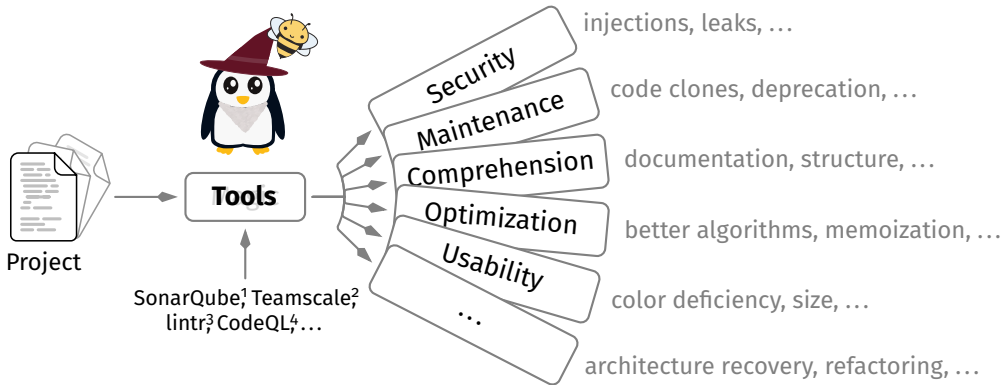 injections, leaks, …
Security
code clones, deprecation, …
Maintenance
documentation, structure, …
Comprehension
Tools
Optimization
better algorithms, memoization, …
Project
Usability
SonarQube,¹ Teamscale,²
color deficiency, size, …
lintr,³ CodeQL,⁴ …
…
architecture recovery, refactoring, …